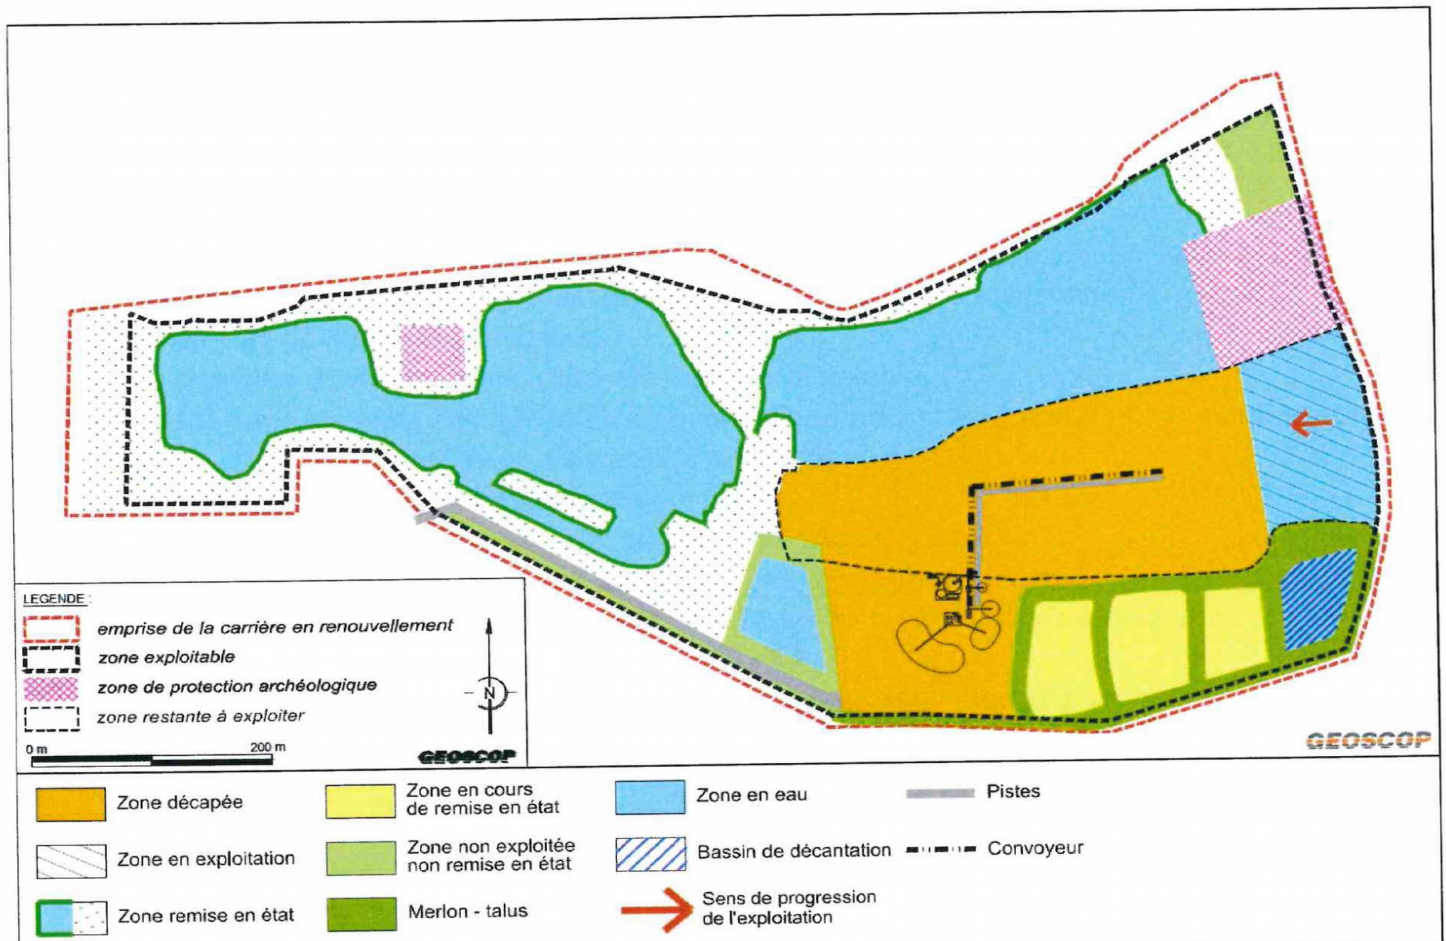 LEGENDE :
emprise de la carrière en renouvellement
zone exploitable
zone de protection archéologique
zone restante à exploiter
N
0 m 200 m
GEOSCOP
GEOSCOP
Zone décapée
Zone en cours
de remise en état
Zone en eau
Pistes
Zone en exploitation
Zone non exploitée
non remise en état
Bassin de décantation
Convoyeur
Zone remise en état
Merlon - talus
Sens de progression
de l'exploitation